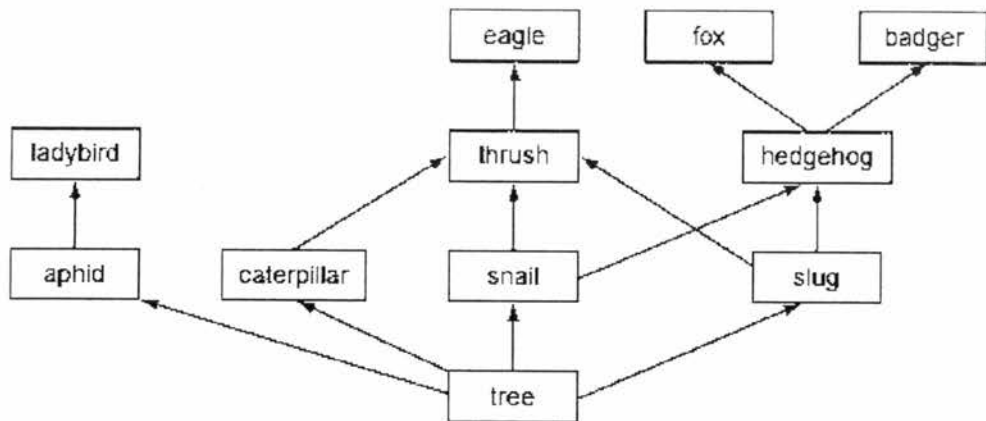 eagle fox badger
ladybird thrush hedgehog
aphid caterpillar snail slug
tree